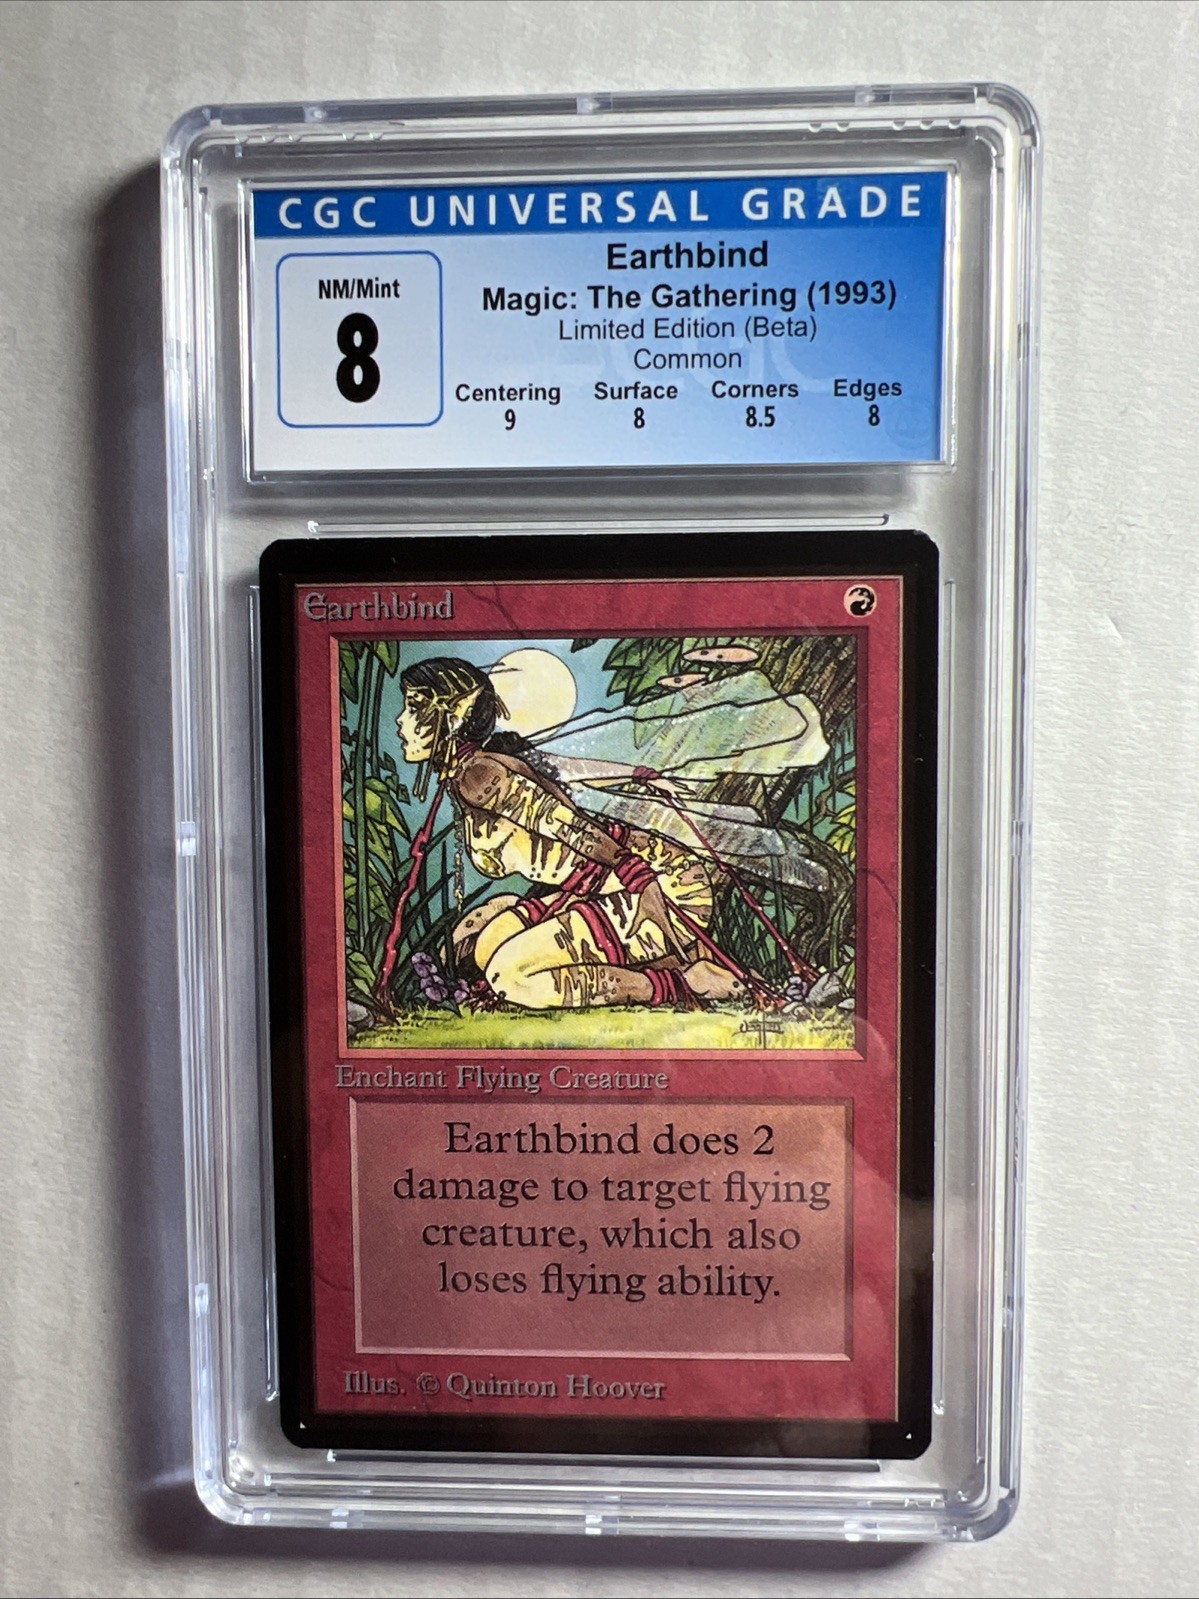 CGC UNIVERSAL GRADE
NM/Mint
8
Earthbind
Magic: The Gathering (1993)
Limited Edition (Beta)
Common
Centering Surface Corners Edges
9 8 8.5 8
Earthbind
Enchant Flying Creature
Earthbind does 2
damage to target flying
creature, which also
loses flying ability.
Illus. © Quinton Hoover